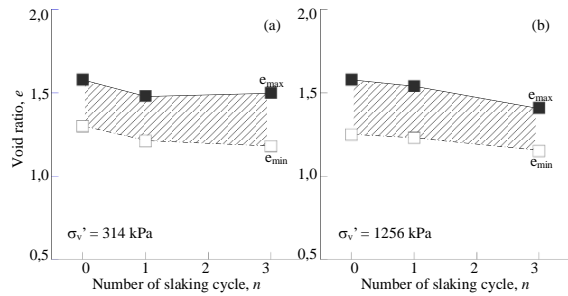 Void ratio, e
2,0
1,5
1,0
0,5
(a)
e_max
e_min
σ_v' = 314 kPa
0 1 2 3
Number of slaking cycle, n
2,0
1,5
1,0
0,5
(b)
e_max
e_min
σ_v' = 1256 kPa
0 1 2 3
Number of slaking cycle, n